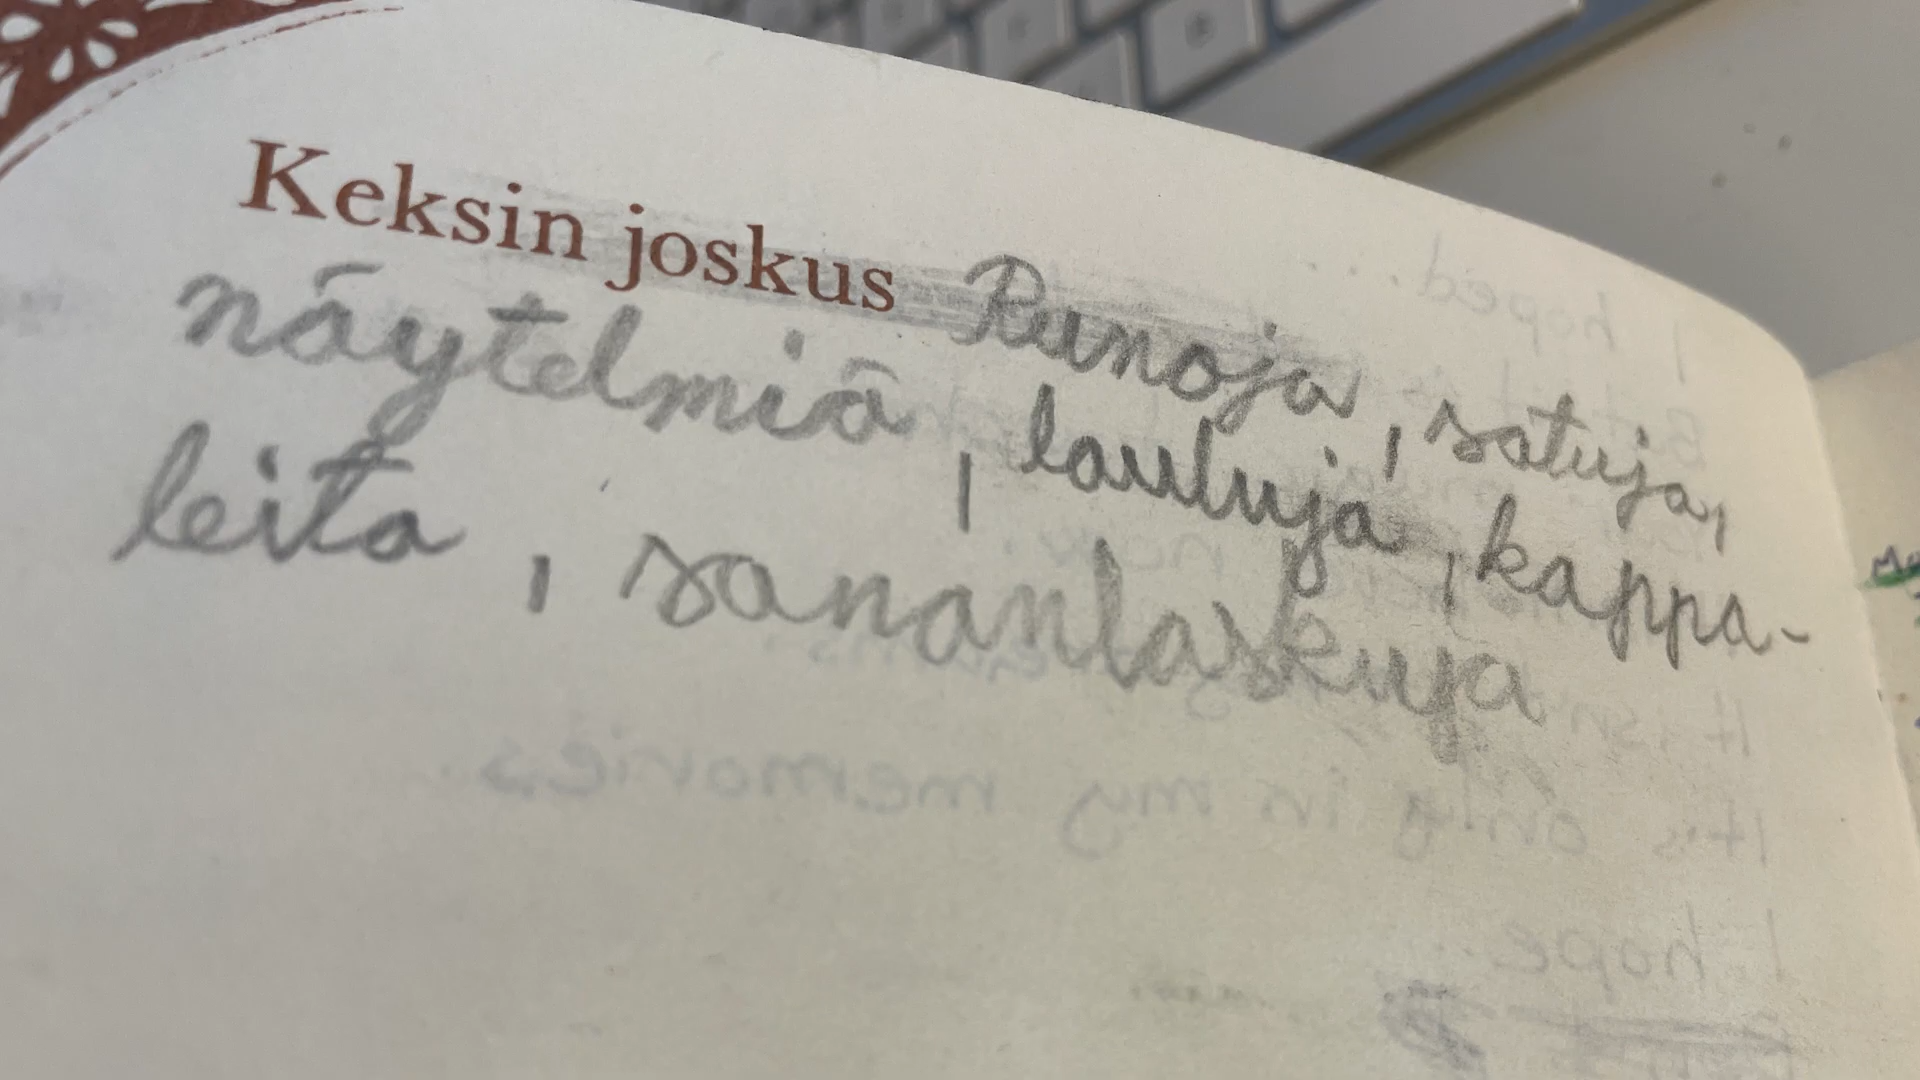 Keksin joskus Runoja, satuja,
näytelmiä, lauluja, kappa-
leita, sananlaskuja